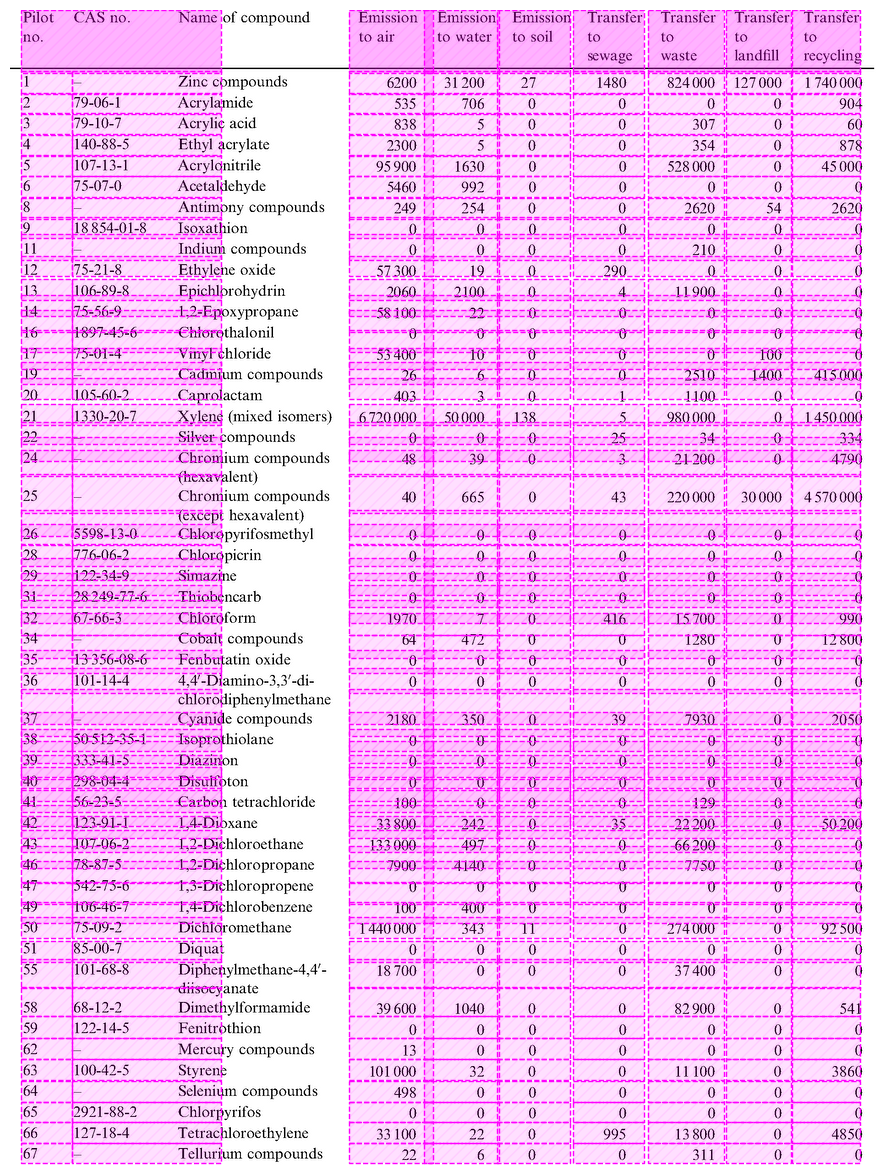 Pilot no. CAS no. Name of compound Emission to air Emission to water Emission to soil Transfer to sewage Transfer to waste Transfer to landfill Transfer to recycling
1 – Zinc compounds 6200 31 200 27 1480 824 000 127 000 1 740 000
2 79-06-1 Acrylamide 535 706 0 0 0 0 904
3 79-10-7 Acrylic acid 838 5 0 0 307 0 60
4 140-88-5 Ethyl acrylate 2300 5 0 0 354 0 878
5 107-13-1 Acrylonitrile 95 900 1630 0 0 528 000 0 45 000
6 75-07-0 Acetaldehyde 5460 992 0 0 0 0 0
8 – Antimony compounds 249 254 0 0 2620 54 2620
9 18 854-01-8 Isoxathion 0 0 0 0 0 0 0
11 – Indium compounds 0 0 0 0 210 0 0
12 75-21-8 Ethylene oxide 57 300 19 0 290 0 0 0
13 106-89-8 Epichlorohydrin 2060 2100 0 4 11 900 0 0
14 75-56-9 1,2-Epoxypropane 58 100 22 0 0 0 0 0
16 1897-45-6 Chlorothalonil 0 0 0 0 0 0 0
17 75-01-4 Vinyl chloride 53 400 10 0 0 0 100 0
19 – Cadmium compounds 26 6 0 0 2510 1400 415 000
20 105-60-2 Caprolactam 403 3 0 1 1100 0 0
21 1330-20-7 Xylene (mixed isomers) 6 720 000 50 000 138 5 980 000 0 1 450 000
22 – Silver compounds 0 0 0 25 34 0 334
24 – Chromium compounds 48 39 0 3 21 200 0 4790
(hexavalent)
25 – Chromium compounds 40 665 0 43 220 000 30 000 4 570 000
(except hexavalent)
26 5598-13-0 Chloropyrifosmethyl 0 0 0 0 0 0 0
28 776-06-2 Chloropicrin 0 0 0 0 0 0 0
29 122-34-9 Simazine 0 0 0 0 0 0 0
31 28 249-77-6 Thiobencarb 0 0 0 0 0 0 0
32 67-66-3 Chloroform 1970 7 0 416 15 700 0 990
34 – Cobalt compounds 64 472 0 0 1280 0 12 800
35 13 356-08-6 Fenbutatin oxide 0 0 0 0 0 0 0
36 101-14-4 4,4′-Diamino-3,3′-di- 0 0 0 0 0 0 0
chlorodiphenylmethane
37 – Cyanide compounds 2180 350 0 39 7930 0 2050
38 50 512-35-1 Isoprothiolane 0 0 0 0 0 0 0
39 333-41-5 Diazinon 0 0 0 0 0 0 0
40 298-04-4 Disulfoton 0 0 0 0 0 0 0
41 56-23-5 Carbon tetrachloride 100 0 0 0 129 0 0
42 123-91-1 1,4-Dioxane 33 800 242 0 35 22 200 0 50 200
43 107-06-2 1,2-Dichloroethane 133 000 497 0 0 66 200 0 0
46 78-87-5 1,2-Dichloropropane 7900 4140 0 0 7750 0 0
47 542-75-6 1,3-Dichloropropene 0 0 0 0 0 0 0
49 106-46-7 1,4-Dichlorobenzene 100 400 0 0 0 0 0
50 75-09-2 Dichloromethane 1 440 000 343 11 0 274 000 0 92 500
51 85-00-7 Diquat 0 0 0 0 0 0 0
55 101-68-8 Diphenylmethane-4,4′- 18 700 0 0 0 37 400 0 0
diisocyanate
58 68-12-2 Dimethylformamide 39 600 1040 0 0 82 900 0 541
59 122-14-5 Fenitrothion 0 0 0 0 0 0 0
62 – Mercury compounds 13 0 0 0 0 0 0
63 100-42-5 Styrene 101 000 32 0 0 11 100 0 3860
64 – Selenium compounds 498 0 0 0 0 0 0
65 2921-88-2 Chlorpyrifos 0 0 0 0 0 0 0
66 127-18-4 Tetrachloroethylene 33 100 22 0 995 13 800 0 4850
67 – Tellurium compounds 22 6 0 0 311 0 0